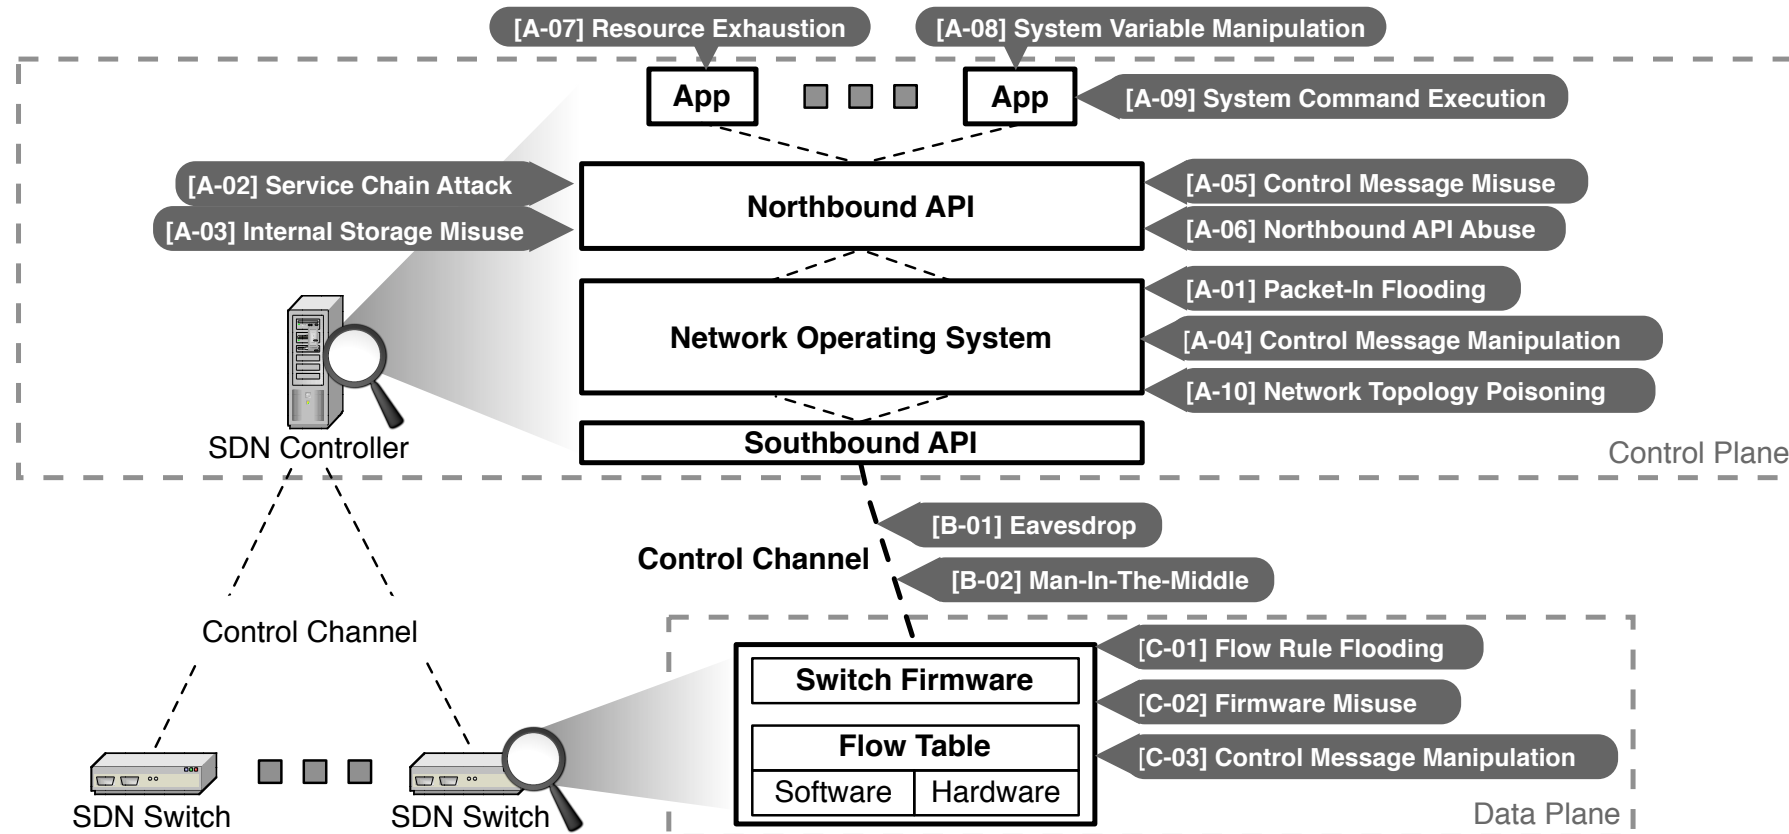 [A-07] Resource Exhaustion
[A-08] System Variable Manipulation
App
App
[A-09] System Command Execution
[A-02] Service Chain Attack
[A-03] Internal Storage Misuse
Northbound API
[A-05] Control Message Misuse
[A-06] Northbound API Abuse
[A-01] Packet-In Flooding
Network Operating System
[A-04] Control Message Manipulation
[A-10] Network Topology Poisoning
SDN Controller
Southbound API
Control Plane
[B-01] Eavesdrop
Control Channel
[B-02] Man-In-The-Middle
Control Channel
[C-01] Flow Rule Flooding
Switch Firmware
[C-02] Firmware Misuse
Flow Table
[C-03] Control Message Manipulation
Software
Hardware
SDN Switch
SDN Switch
Data Plane